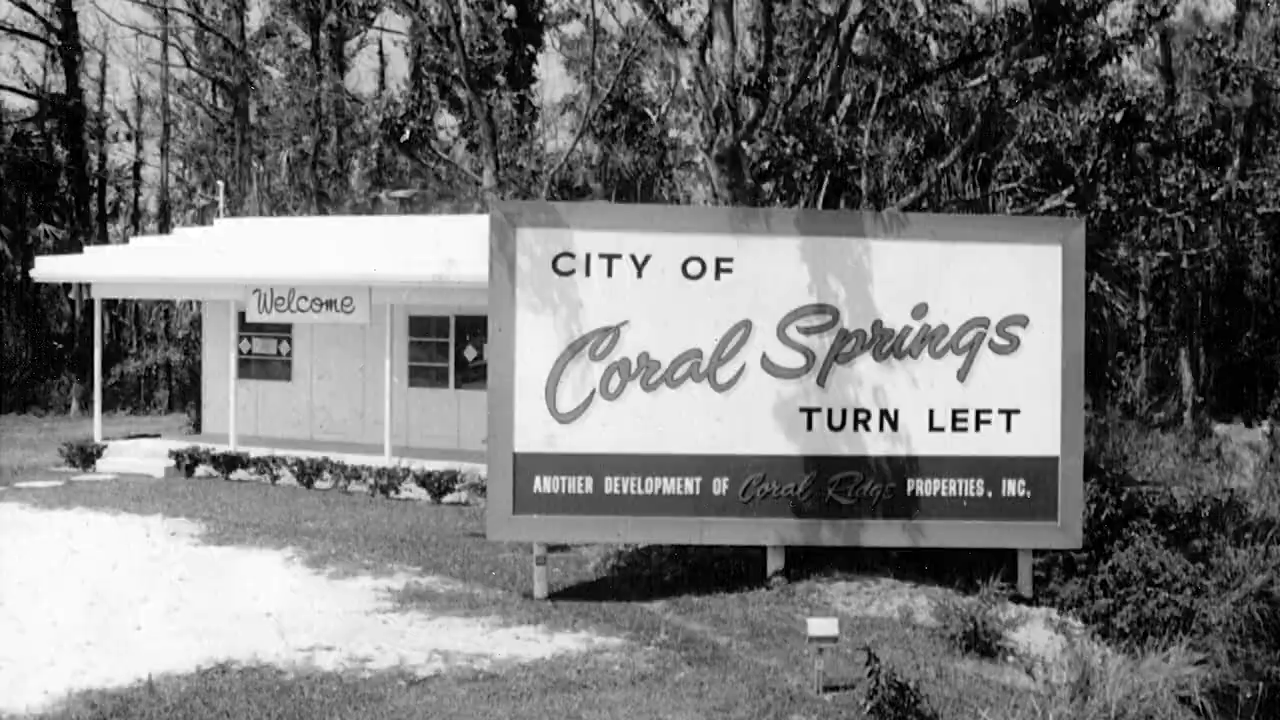 Welcome
CITY OF
Coral Springs
TURN LEFT
ANOTHER DEVELOPMENT OF Coral Ridge PROPERTIES, INC.